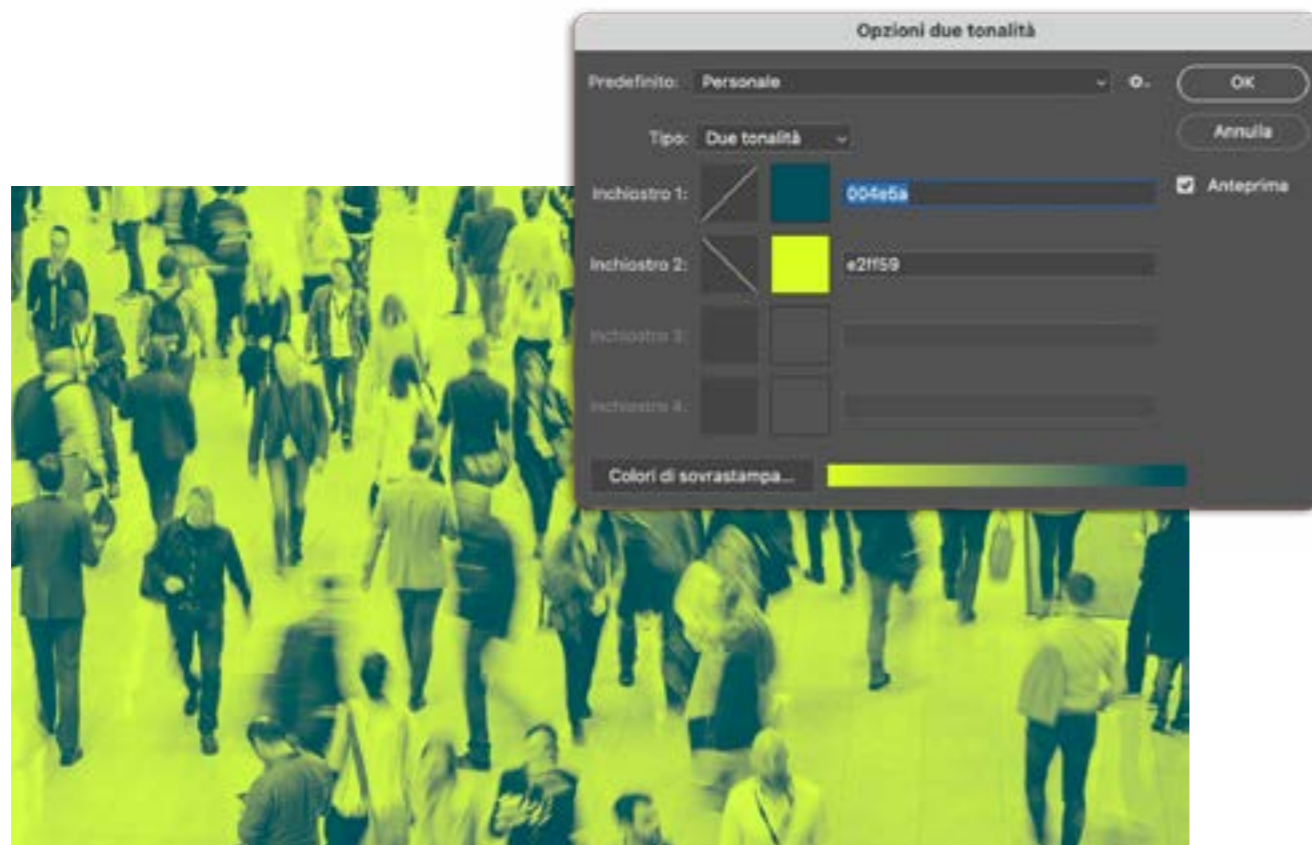 Opzioni due tonalità
Predefinito: Personale
OK
Tipo: Due tonalità
Annulla
Inchiostro 1: 004e5a
Anteprima
Inchiostro 2: e2ff59
Inchiostro 3:
Inchiostro 4:
Colori di sovrastampa...